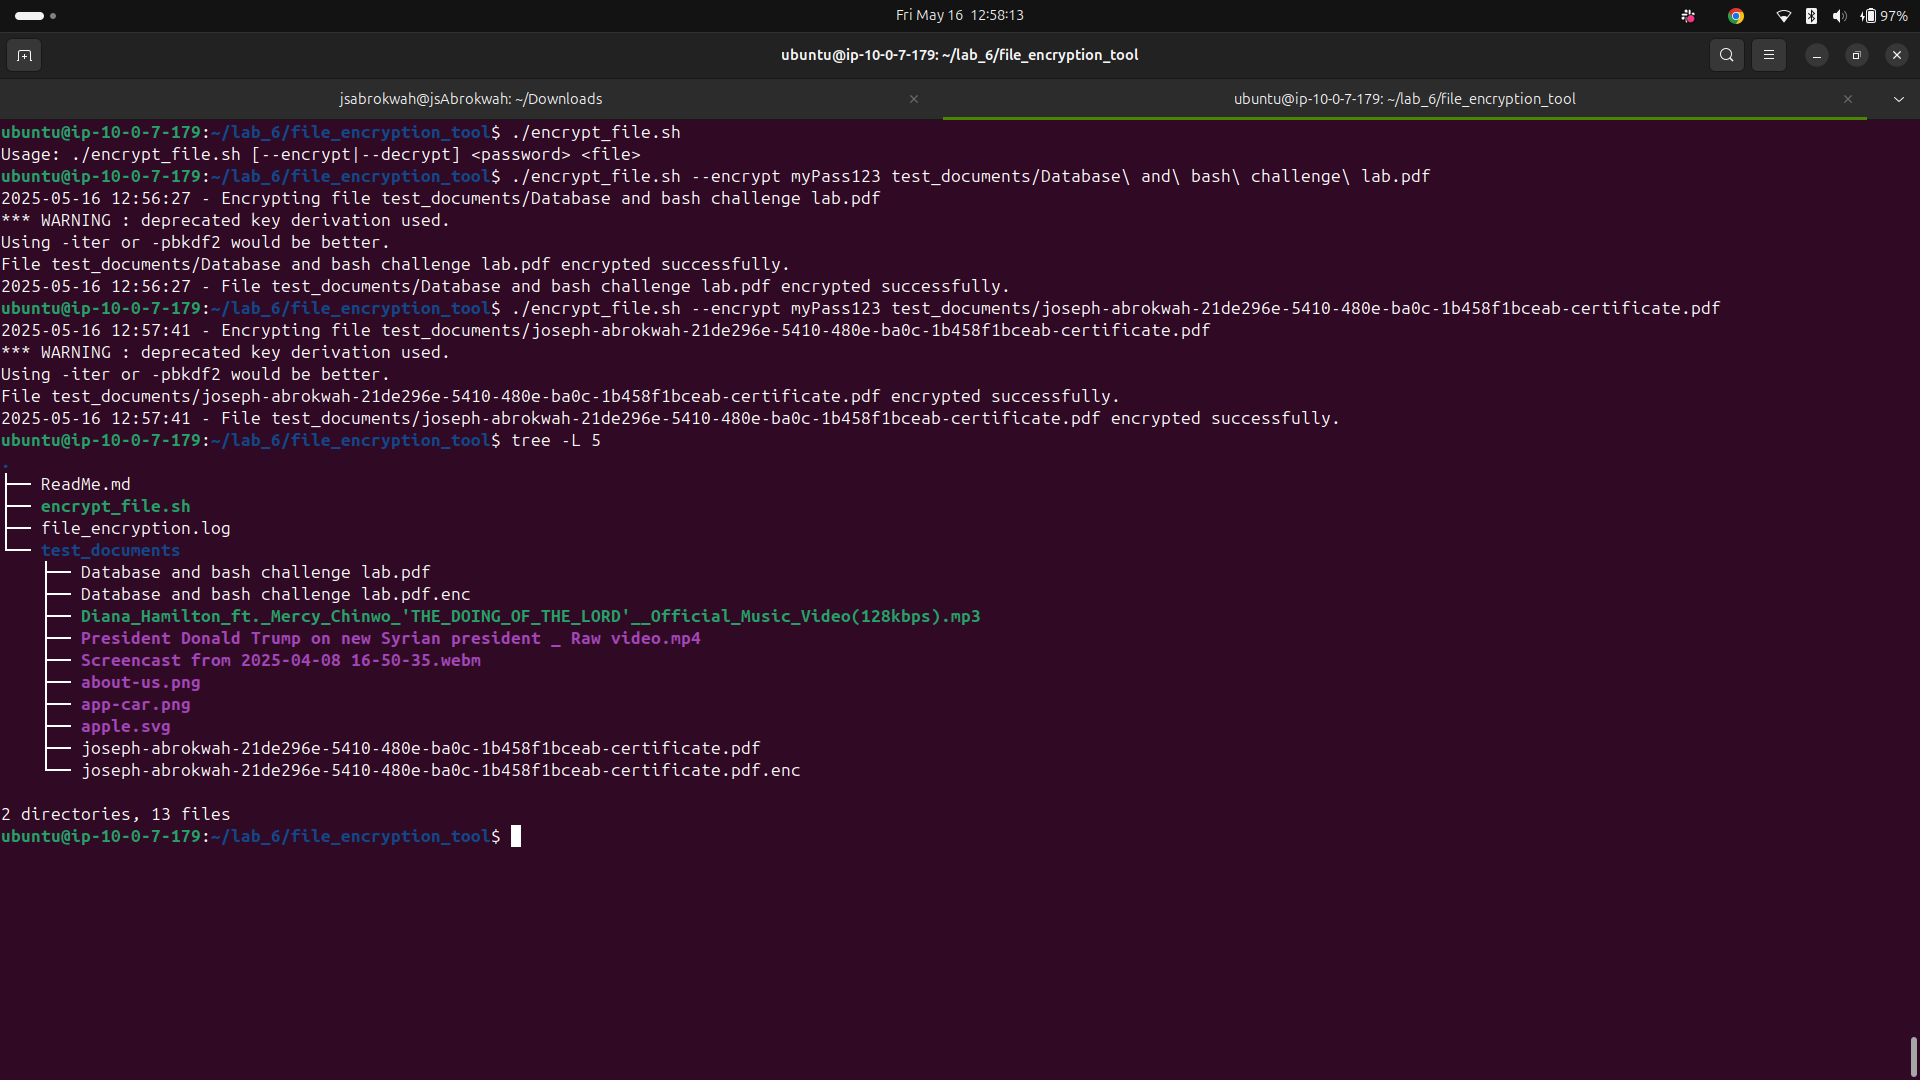 Fri May 16 12:58:13
97%
ubuntu@ip-10-0-7-179: ~/lab_6/file_encryption_tool
jsabrokwah@jsAbrokwah: ~/Downloads
ubuntu@ip-10-0-7-179: ~/lab_6/file_encryption_tool
ubuntu@ip-10-0-7-179:~/lab_6/file_encryption_tool$ ./encrypt_file.sh
Usage: ./encrypt_file.sh [--encrypt|--decrypt] <password> <file>
ubuntu@ip-10-0-7-179:~/lab_6/file_encryption_tool$ ./encrypt_file.sh --encrypt myPass123 test_documents/Database\ and\ bash\ challenge\ lab.pdf
2025-05-16 12:56:27 - Encrypting file test_documents/Database and bash challenge lab.pdf
*** WARNING : deprecated key derivation used.
Using -iter or -pbkdf2 would be better.
File test_documents/Database and bash challenge lab.pdf encrypted successfully.
2025-05-16 12:56:27 - File test_documents/Database and bash challenge lab.pdf encrypted successfully.
ubuntu@ip-10-0-7-179:~/lab_6/file_encryption_tool$ ./encrypt_file.sh --encrypt myPass123 test_documents/joseph-abrokwah-21de296e-5410-480e-ba0c-1b458f1bceab-certificate.pdf
2025-05-16 12:57:41 - Encrypting file test_documents/joseph-abrokwah-21de296e-5410-480e-ba0c-1b458f1bceab-certificate.pdf
*** WARNING : deprecated key derivation used.
Using -iter or -pbkdf2 would be better.
File test_documents/joseph-abrokwah-21de296e-5410-480e-ba0c-1b458f1bceab-certificate.pdf encrypted successfully.
2025-05-16 12:57:41 - File test_documents/joseph-abrokwah-21de296e-5410-480e-ba0c-1b458f1bceab-certificate.pdf encrypted successfully.
ubuntu@ip-10-0-7-179:~/lab_6/file_encryption_tool$ tree -L 5
.
├── ReadMe.md
├── encrypt_file.sh
├── file_encryption.log
└── test_documents
    ├── Database and bash challenge lab.pdf
    ├── Database and bash challenge lab.pdf.enc
    ├── Diana_Hamilton_ft._Mercy_Chinwo_'THE_DOING_OF_THE_LORD'__Official_Music_Video(128kbps).mp3
    ├── President Donald Trump on new Syrian president _ Raw video.mp4
    ├── Screencast from 2025-04-08 16-50-35.webm
    ├── about-us.png
    ├── app-car.png
    ├── apple.svg
    ├── joseph-abrokwah-21de296e-5410-480e-ba0c-1b458f1bceab-certificate.pdf
    └── joseph-abrokwah-21de296e-5410-480e-ba0c-1b458f1bceab-certificate.pdf.enc
2 directories, 13 files
ubuntu@ip-10-0-7-179:~/lab_6/file_encryption_tool$